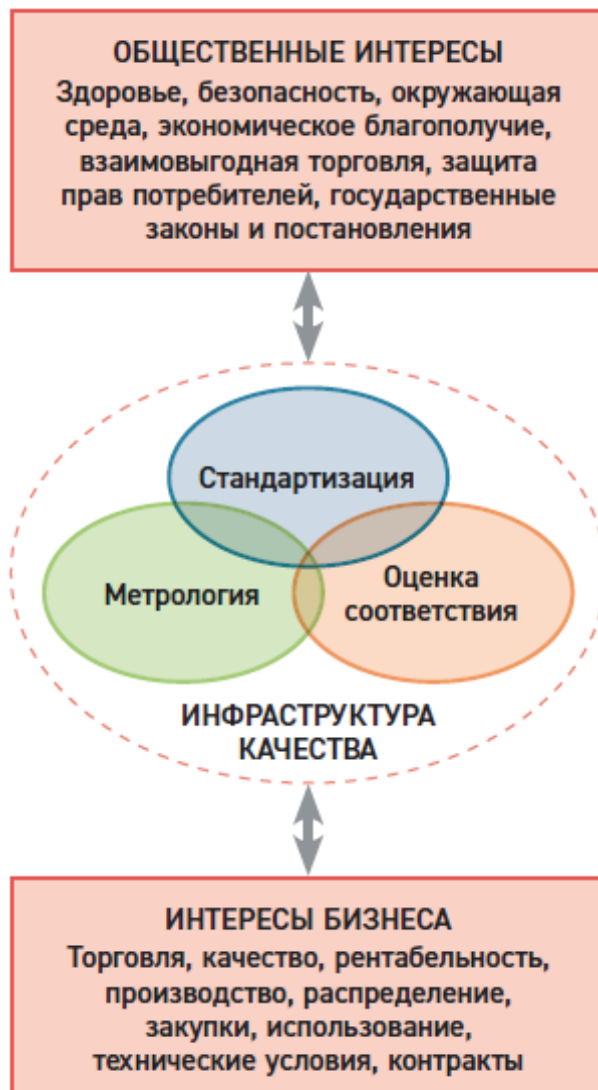 ОБЩЕСТВЕННЫЕ ИНТЕРЕСЫ
Здоровье, безопасность, окружающая
среда, экономическое благополучие,
взаимовыгодная торговля, защита
прав потребителей, государственные
законы и постановления
Стандартизация
Метрология
Оценка
соответствия
ИНФРАСТРУКТУРА
КАЧЕСТВА
ИНТЕРЕСЫ БИЗНЕСА
Торговля, качество, рентабельность,
производство, распределение,
закупки, использование,
технические условия, контракты